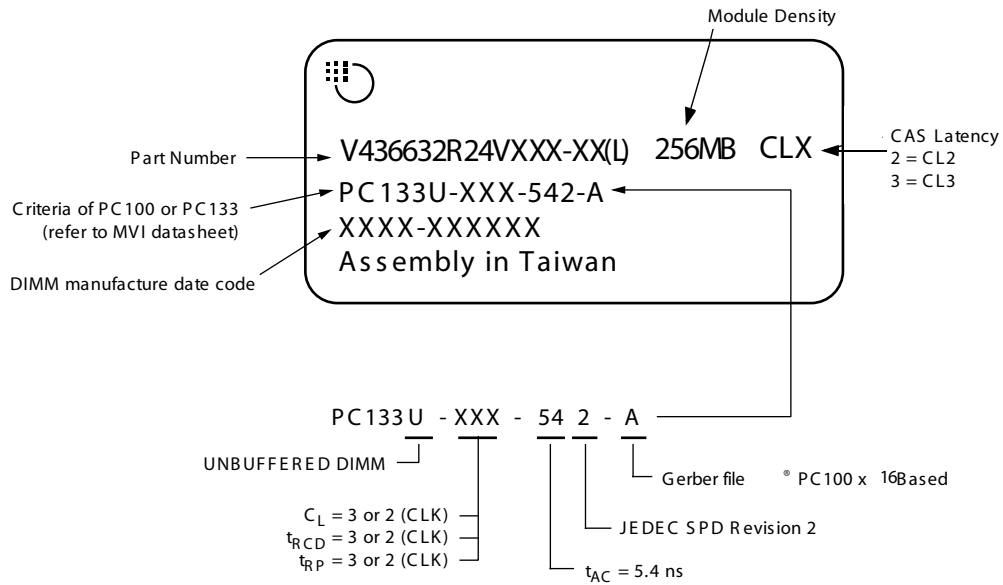 Module Density
V436632R24VXXX-XX(L) 256MB CLX
Part Number
CAS Latency
2 = CL2
3 = CL3
PC133U-XXX-542-A
Criteria of PC100 or PC133
(refer to MVI datasheet)
XXXX-XXXXXX
DIMM manufacture date code
Assembly in Taiwan
PC133U - XXX - 54 2 - A
UNBUFFERED DIMM
Gerber file ® PC100 x 16Based
CL = 3 or 2 (CLK)
tRCD = 3 or 2 (CLK)
tRP = 3 or 2 (CLK)
JEDEC SPD Revision 2
tAC = 5.4 ns